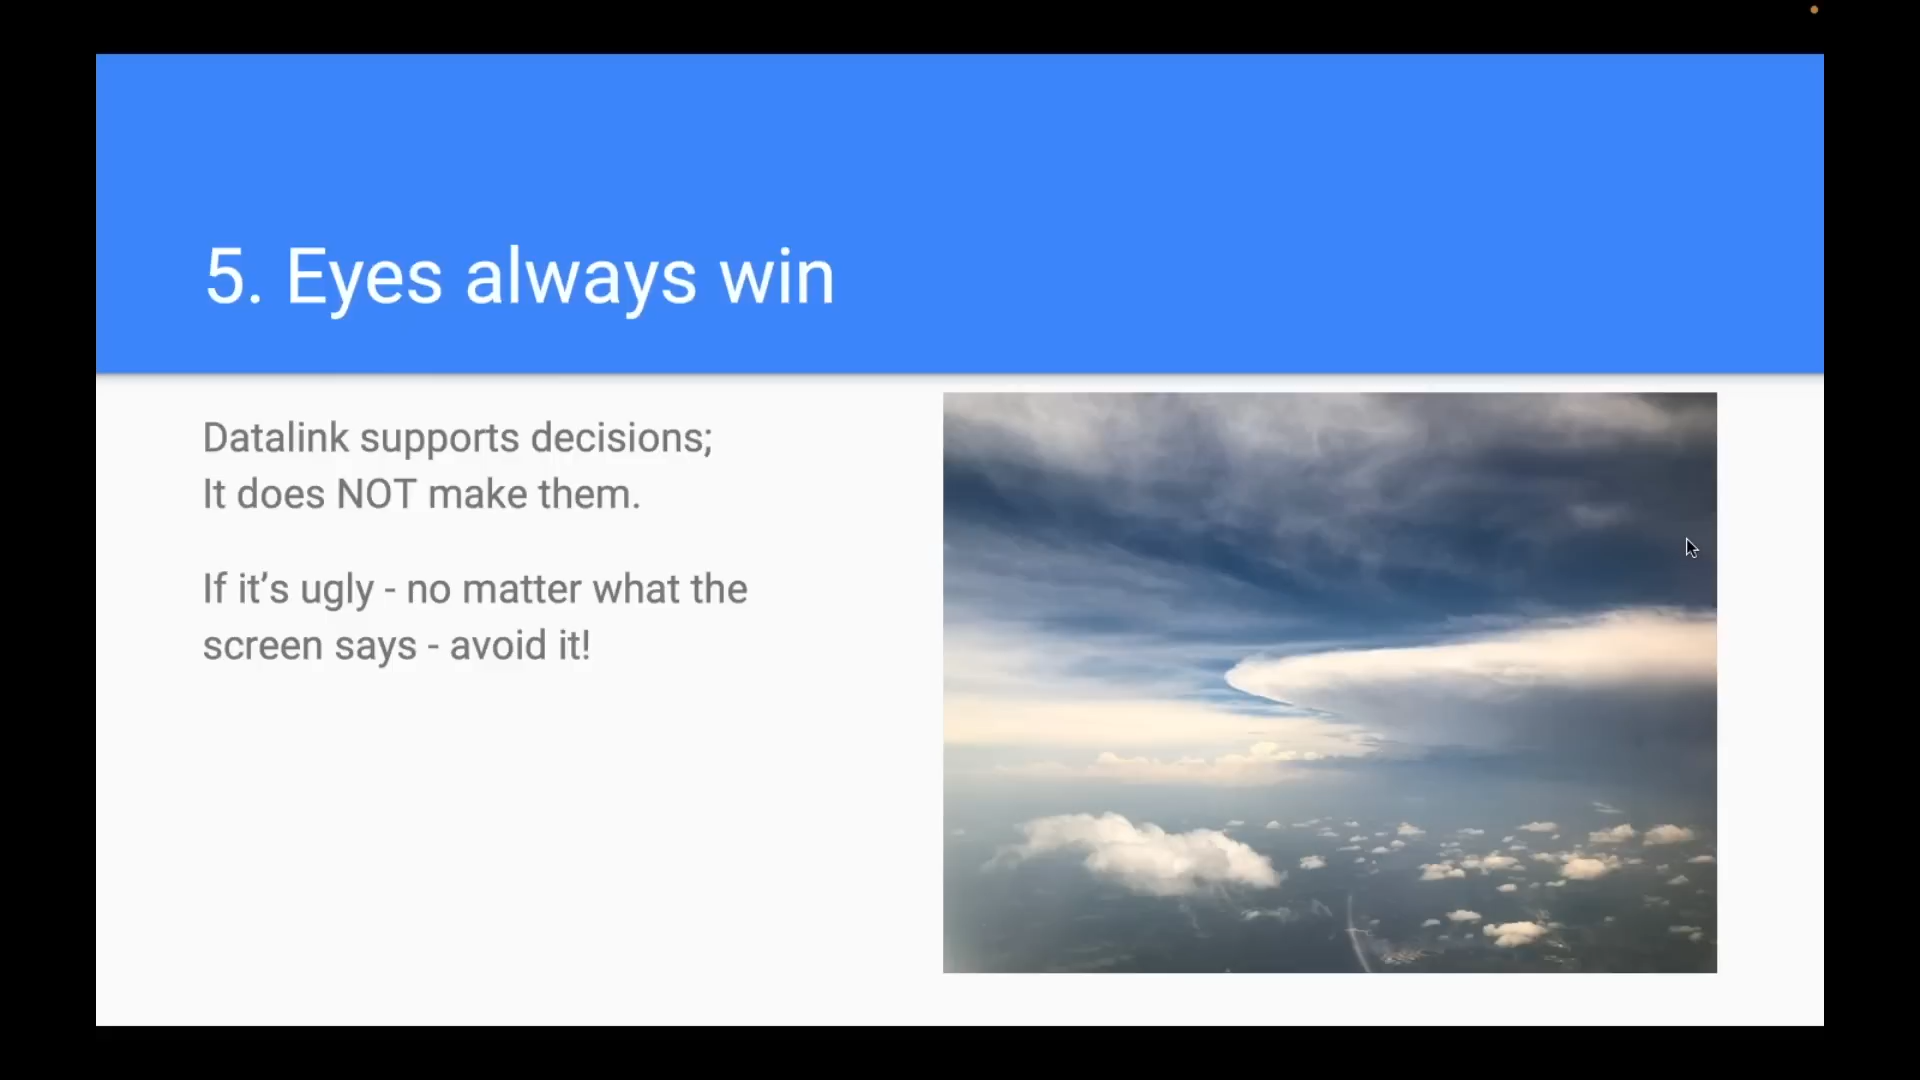 5. Eyes always win
Datalink supports decisions;
It does NOT make them.
If it’s ugly - no matter what the
screen says - avoid it!